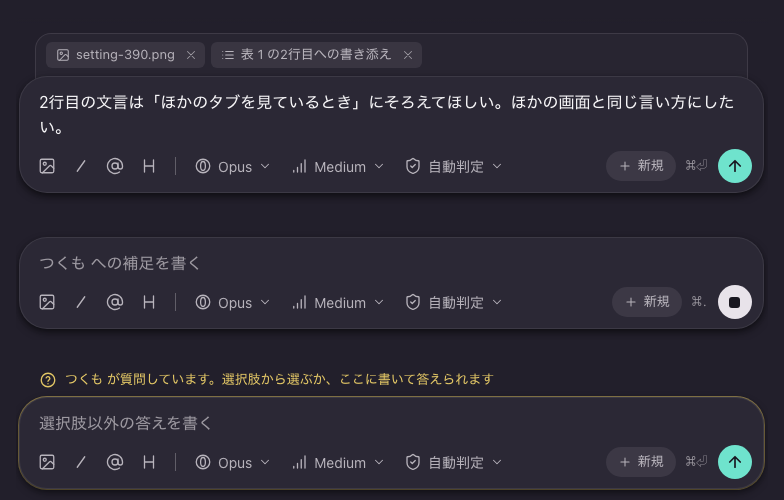 setting-390.png
表 1 の2行目への書き添え
2行目の文言は「ほかのタブを見ているとき」にそろえてほしい。ほかの画面と同じ言い方にした
い。
Opus Medium 自動判定 + 新規 ⌘⏎
つくも への補足を書く
Opus Medium 自動判定 + 新規 ⌘.
つくも が質問しています。選択肢から選ぶか、ここに書いて答えられます
選択肢以外の答えを書く
Opus Medium 自動判定 + 新規 ⌘⏎